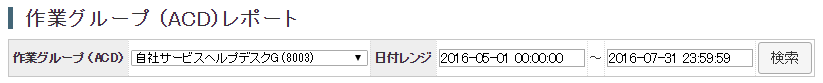 作業グループ (ACD)レポート
作業グループ (ACD) 自社サービスヘルプデスクG (8003) 日付レンジ 2016-05-01 00:00:00 ～ 2016-07-31 23:59:59 検索